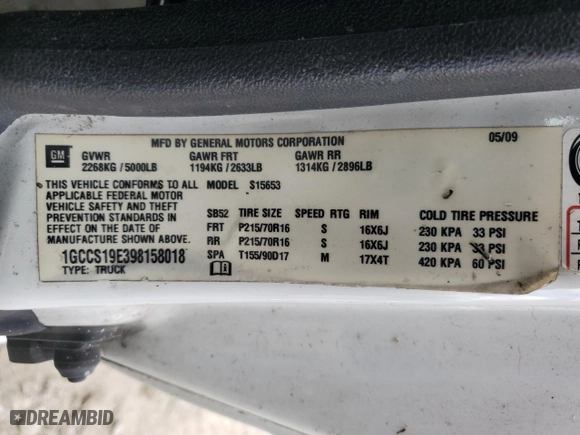 MFD BY GENERAL MOTORS CORPORATION 05/09
GM GVWR GAWR FRT GAWR RR
2268KG / 5000LB 1194KG / 2633LB 1314KG / 2896LB
THIS VEHICLE CONFORMS TO ALL MODEL S15653
APPLICABLE FEDERAL MOTOR
VEHICLE SAFETY AND THEFT
PREVENTION STANDARDS IN
EFFECT ON THE DATE OF
MANUFACTURE SHOWN ABOVE.
1GCCS19E398158018
TYPE: TRUCK
SB52 TIRE SIZE SPEED RTG RIM COLD TIRE PRESSURE
FRT P215/70R16 S 16X6J 230 KPA 33 PSI
RR P215/70R16 S 16X6J 230 KPA 33 PSI
SPA T155/90D17 M 17X4T 420 KPA 60 PSI
DREAMBID